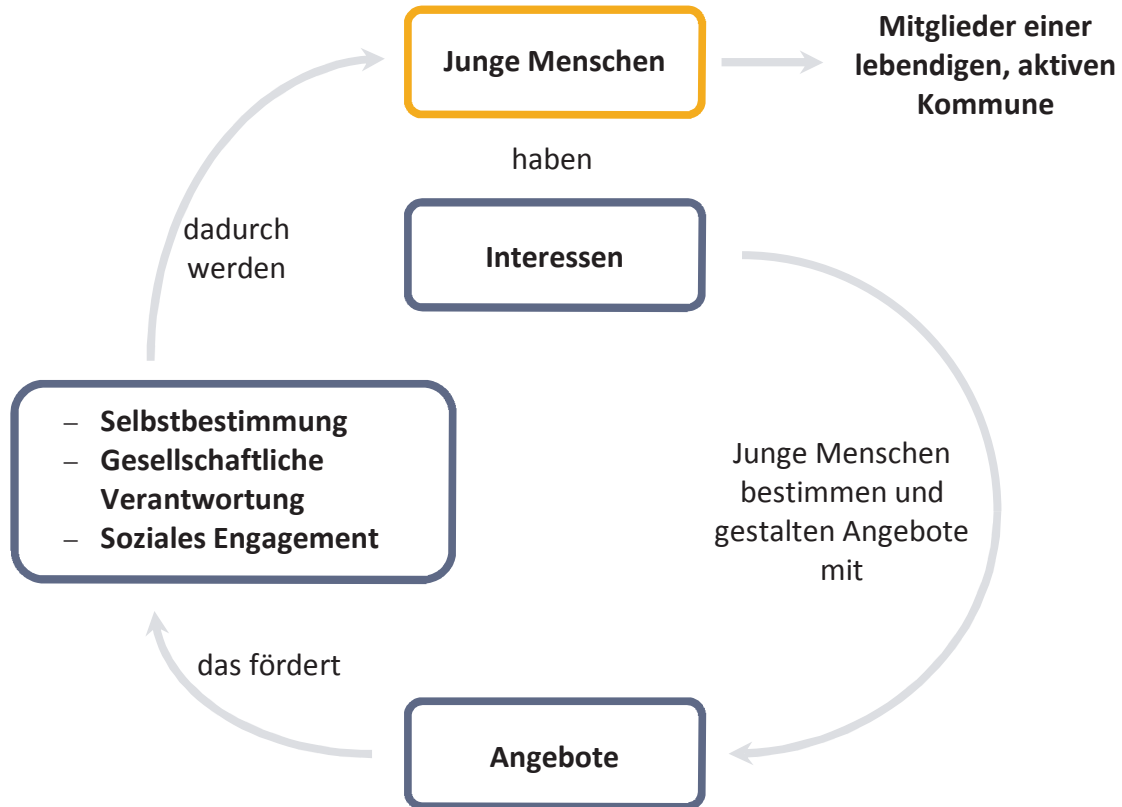 Junge Menschen
Mitglieder einer
lebendigen, aktiven
Kommune
haben
Interessen
dadurch
werden
– Selbstbestimmung
– Gesellschaftliche
Verantwortung
– Soziales Engagement
Junge Menschen
bestimmen und
gestalten Angebote
mit
das fördert
Angebote